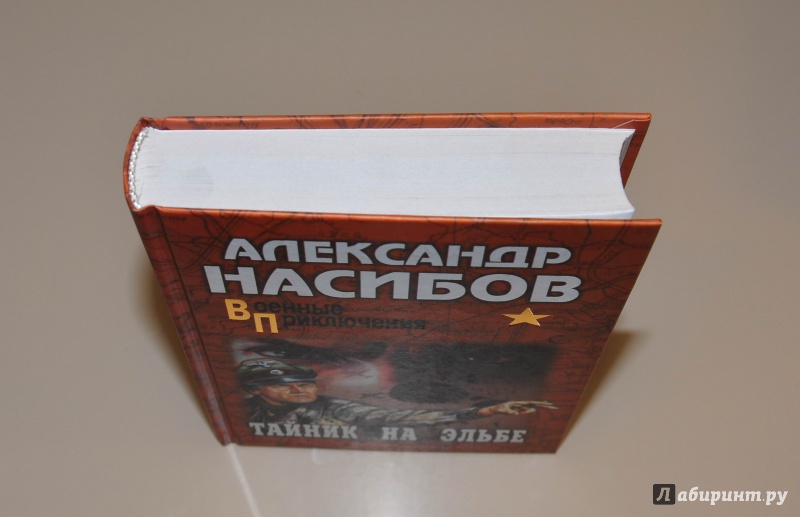 АЛЕКСАНДР
НАСИБОВ
Военные
Приключения
ТАЙНИК НА ЭЛЬБЕ
Лабиринт.ру